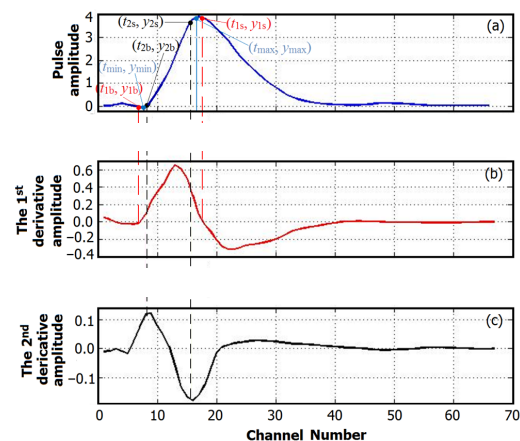 (a)
(t2s, y2s)
(t1s, y1s)
(tmax, ymax)
(t2b, y2b)
(tmin, ymin)
(t1b, y1b)
Pulse
amplitude
4
3
2
1
0
(b)
The 1st
derivative
amplitude
0.6
0.4
0.2
0.0
−0.2
−0.4
(c)
The 2nd
dericative
amplitude
0.1
0.0
−0.1
0 10 20 30 40 50 60 70
Channel Number